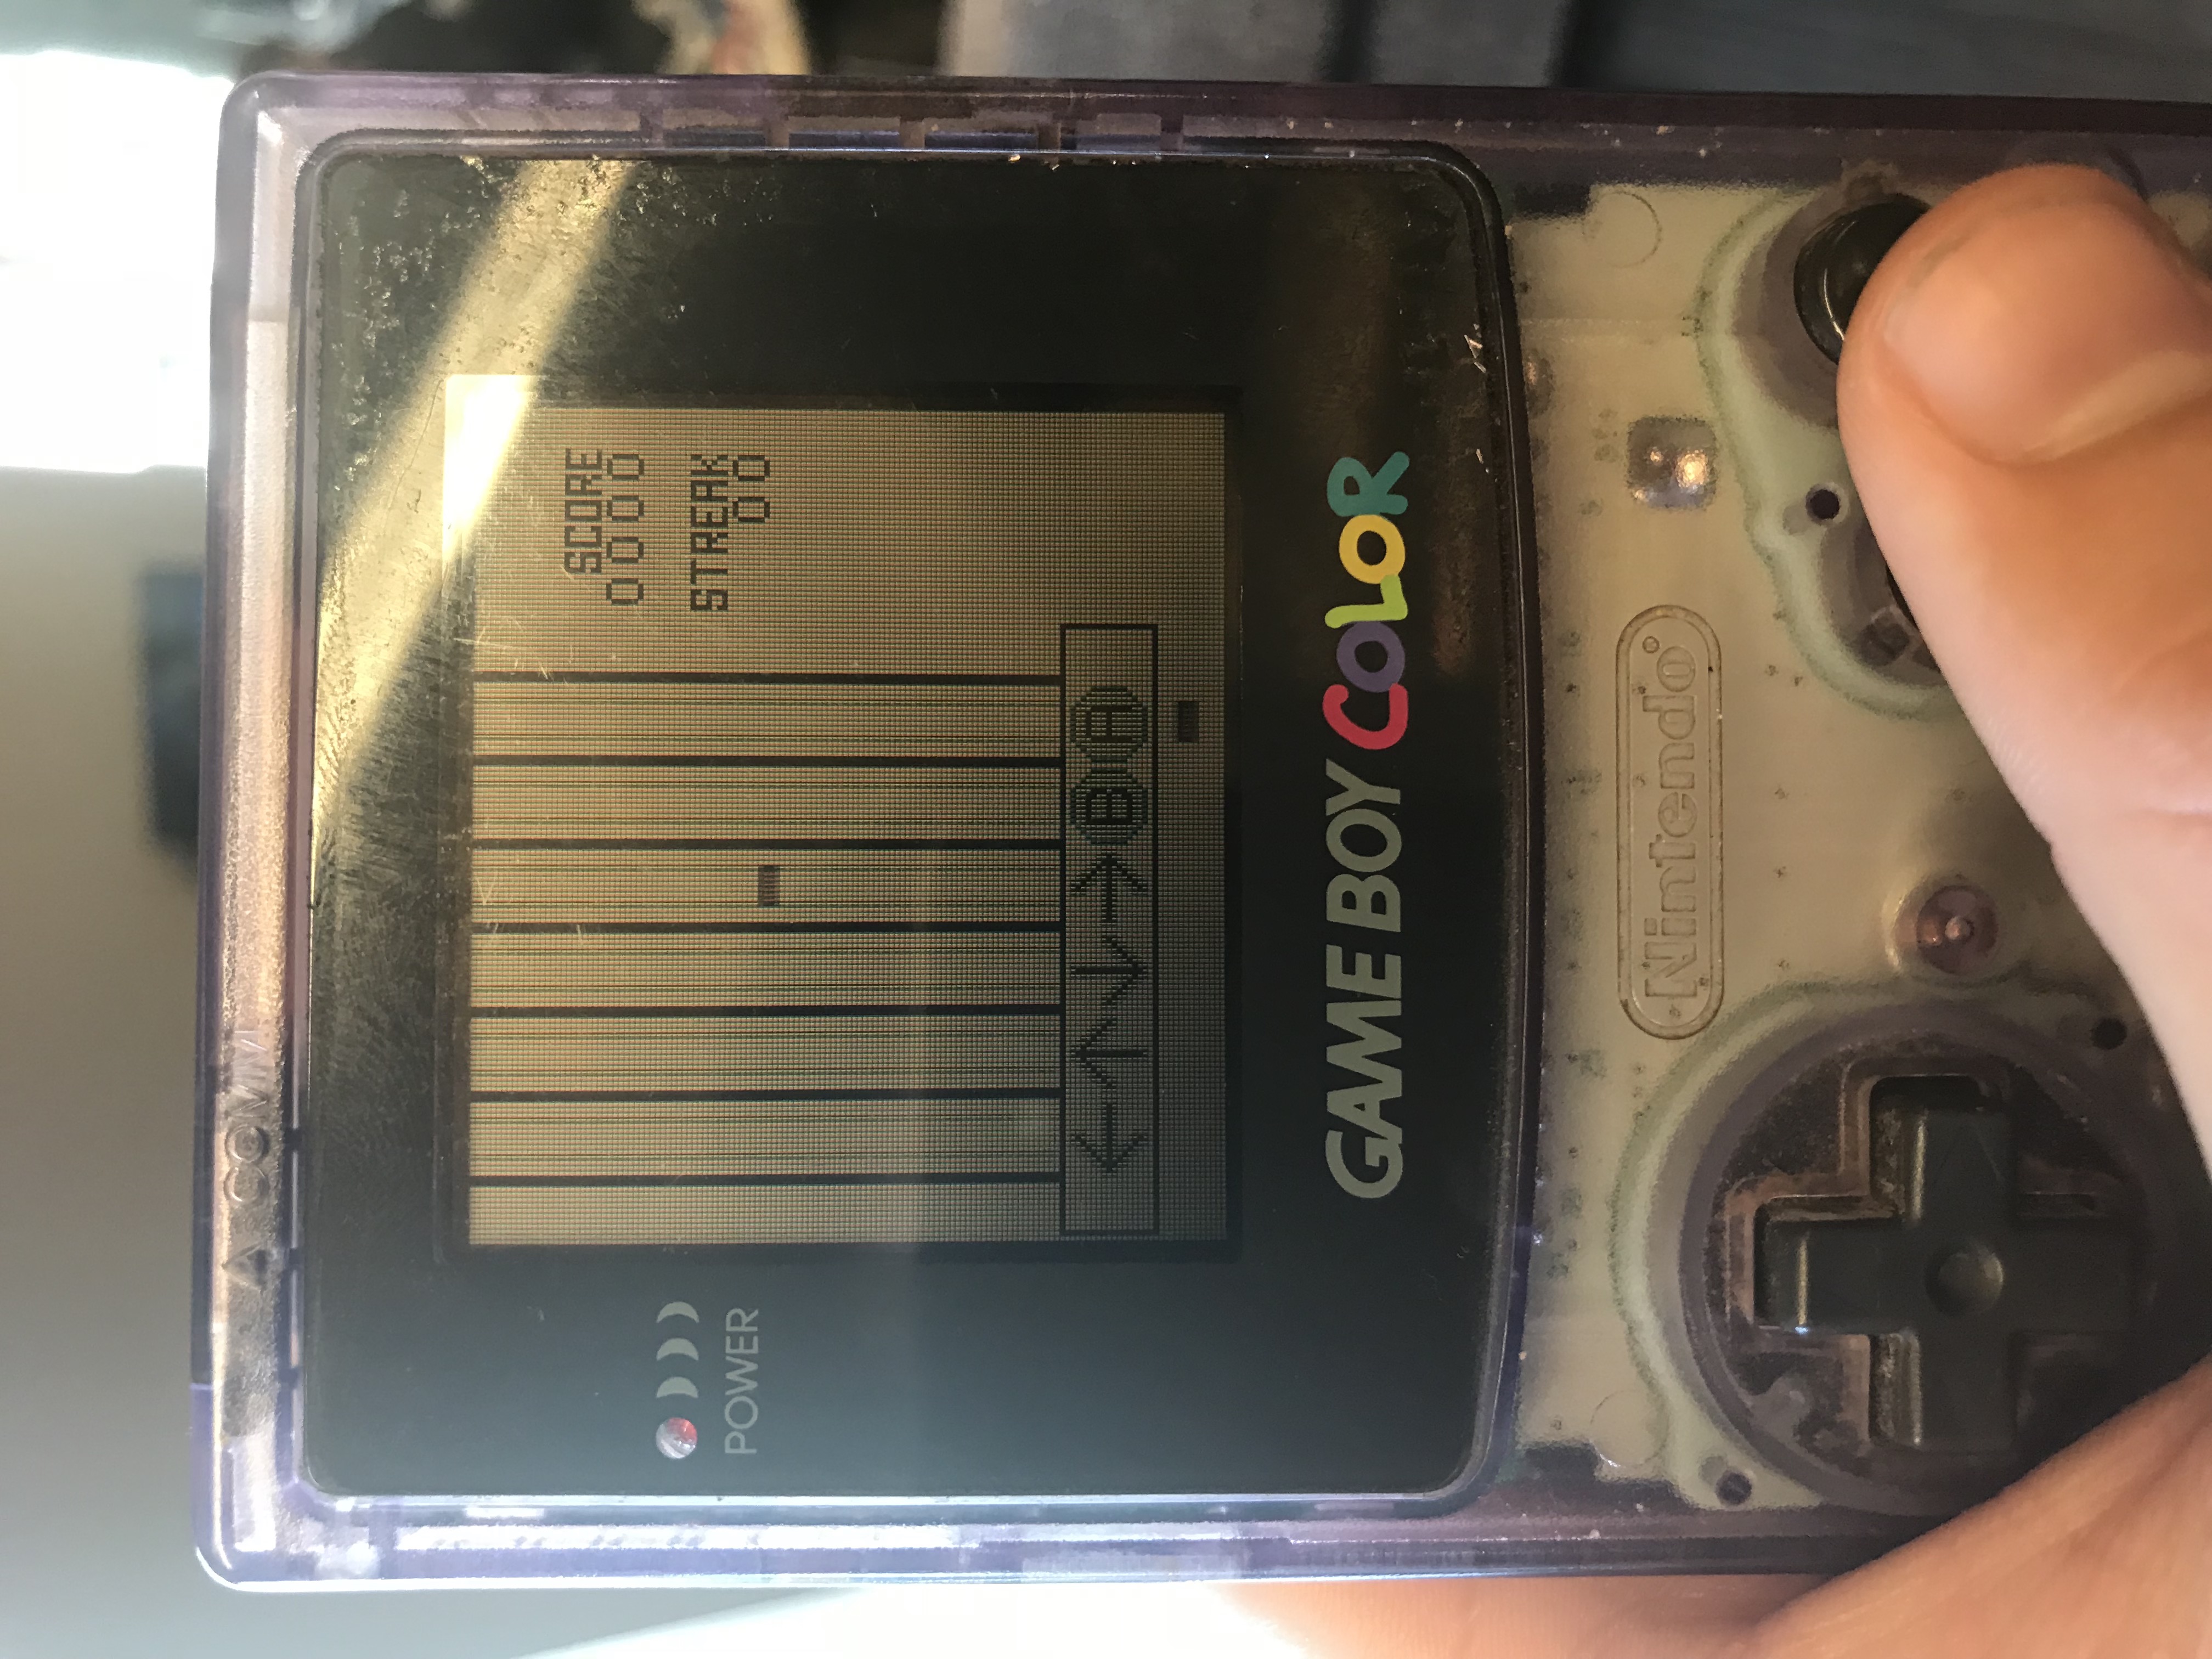 COMM.
SCORE
0000
STREAK
00
POWER
← ↑ ↓ → B A
GAME BOY COLOR
Nintendo